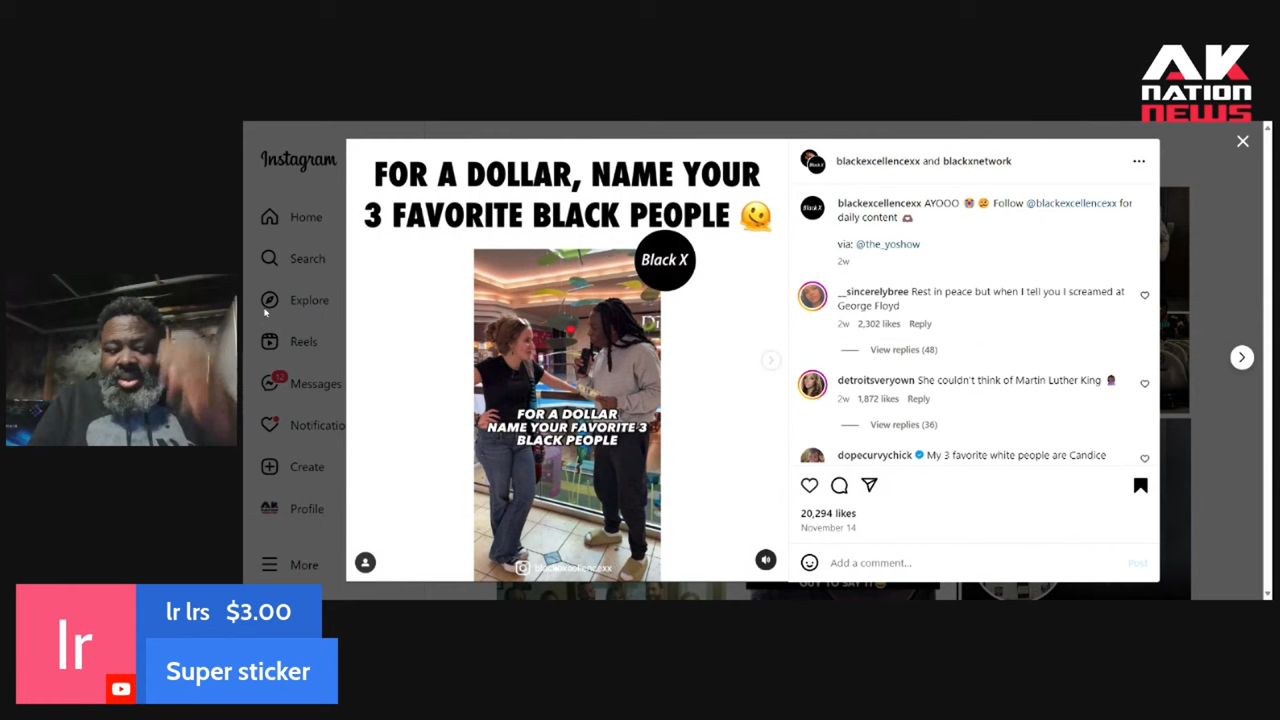 AK
NATION
NEWS
Instagram
Home
Search
Explore
Reels
12
Messages
Notificatio
Create
Profile
More
FOR A DOLLAR, NAME YOUR
3 FAVORITE BLACK PEOPLE 🫠
Black X
FOR A DOLLAR
NAME YOUR FAVORITE 3
BLACK PEOPLE
blackexcellencexx
blackexcellencexx and blackxnetwork
Black X
blackexcellencexx AYOOO 😭 🥴 Follow @blackexcellencexx for
daily content 🫶🏾
via: @the_yoshow
2w
__sincerelybree Rest in peace but when I tell you I screamed at
George Floyd
2w 2,302 likes Reply
View replies (48)
detroitsveryown She couldn't think of Martin Luther King 🤦🏾‍♀️
2w 1,872 likes Reply
View replies (36)
dopecurvychick My 3 favorite white people are Candice
20,294 likes
November 14
Add a comment...
Post
lr
lr lrs $3.00
Super sticker